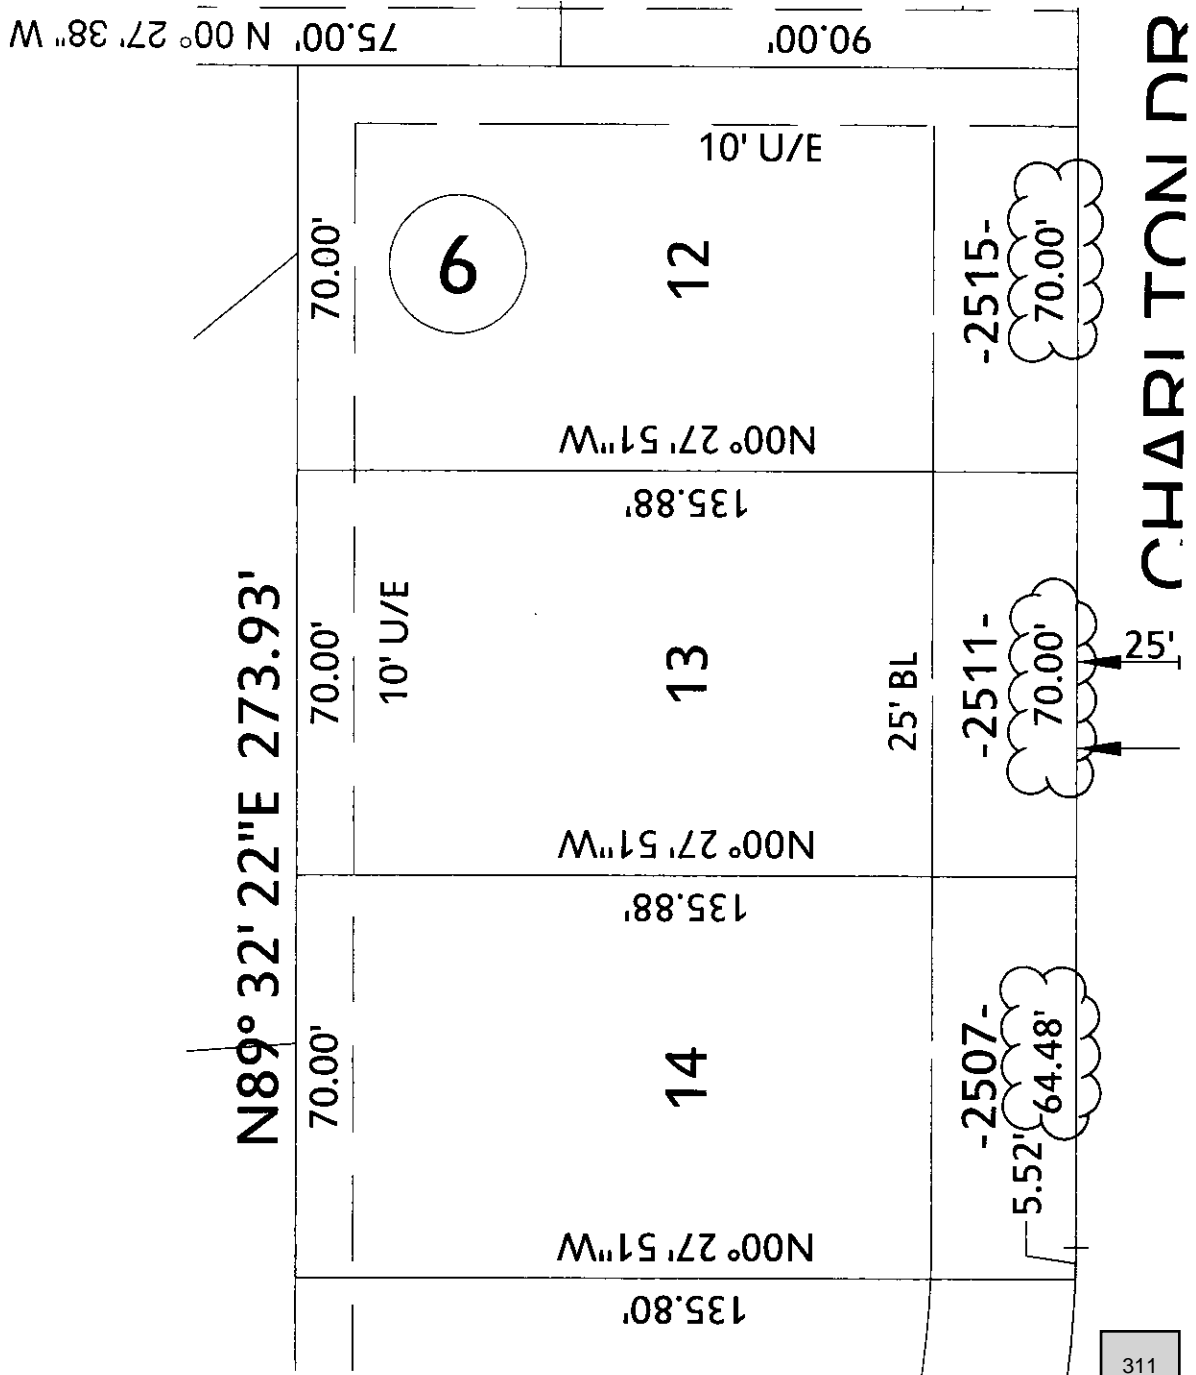 N 00° 27' 38" W
75.00'
90.00'
10' U/E
70.00'
6
12
-2515-
70.00'
N00° 27' 51"W
135.88'
N89° 32' 22"E 273.93'
70.00'
10' U/E
13
25' BL
-2511-
70.00'
25'
CHARLTON DR
N00° 27' 51"W
135.88'
70.00'
14
-2507-
64.48'
5.52'
N00° 27' 51"W
135.80'
311